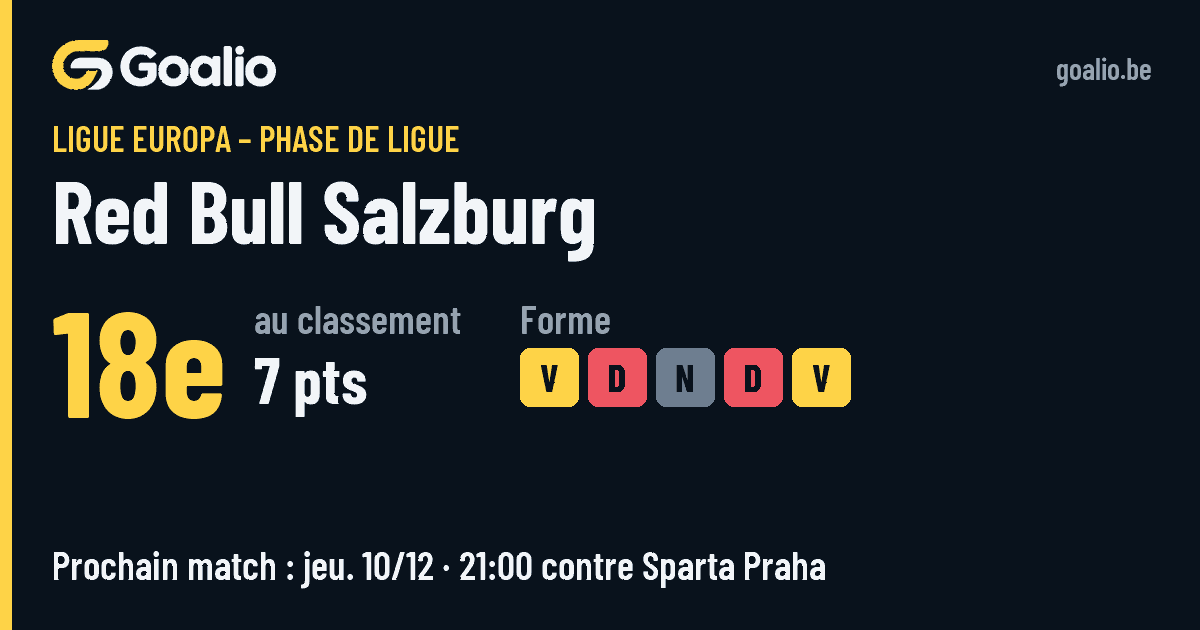 Goalio
goalio.be
LIGUE EUROPA – PHASE DE LIGUE
Red Bull Salzburg
18e
au classement
7 pts
Forme
V D N D V
Prochain match : jeu. 10/12 · 21:00 contre Sparta Praha